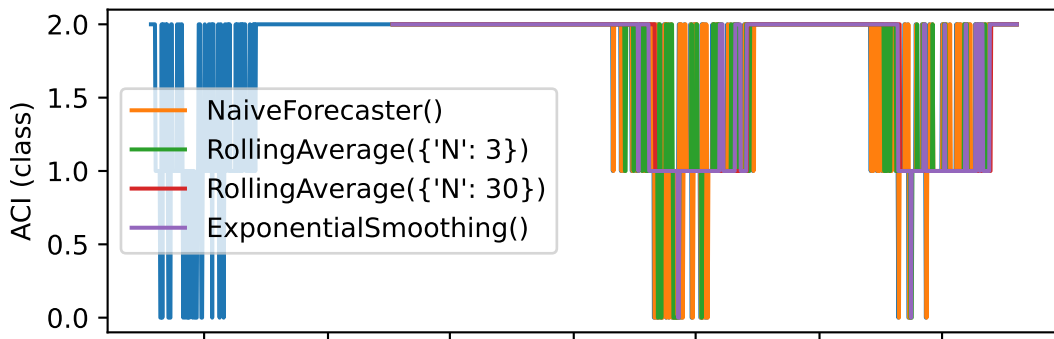 2.0
1.5
1.0
0.5
0.0
ACI (class)
NaiveForecaster()
RollingAverage({'N': 3})
RollingAverage({'N': 30})
ExponentialSmoothing()